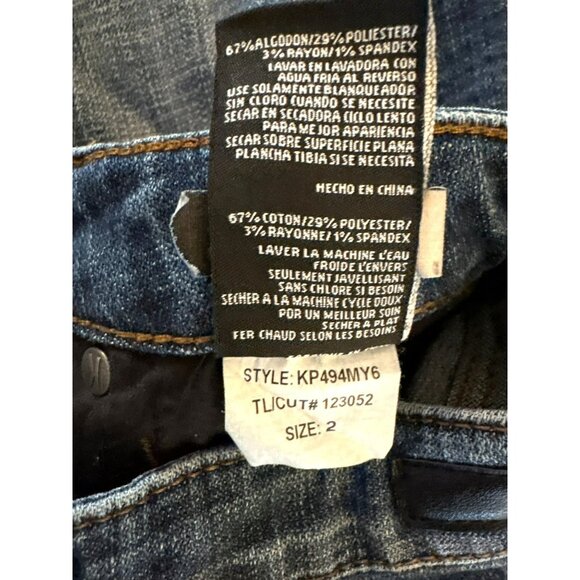 67%ALGODON/29% POLIESTER/
3% RAYON/1% SPANDEX
LAVAR EN LAVADORA CON
AGUA FRIA AL REVERSO
USE SOLAMENTE BLANQUEADOR
SIN CLORO CUANDO SE NECESITE
SECAR EN SECADORA CICLO LENTO
PARA MEJOR APARIENCIA
SECAR SOBRE SUPERFICIE PLANA
PLANCHA TIBIA SI SE NECESITA
HECHO EN CHINA
67% COTON/29% POLYESTER/
3% RAYONNE/1% SPANDEX
LAVER LA MACHINE L'EAU
FROIDE L'ENVERS
SEULEMENT JAVELLISANT
SANS CHLORE SI BESOIN
SECHER A LA MACHINE CYCLE DOUX
POR UN MEILLEUR SOIN
SECHER A PLAT
FER CHAUD SELON LES BESOINS
STYLE: KP494MY6
TL/CUT# 123052
SIZE: 2